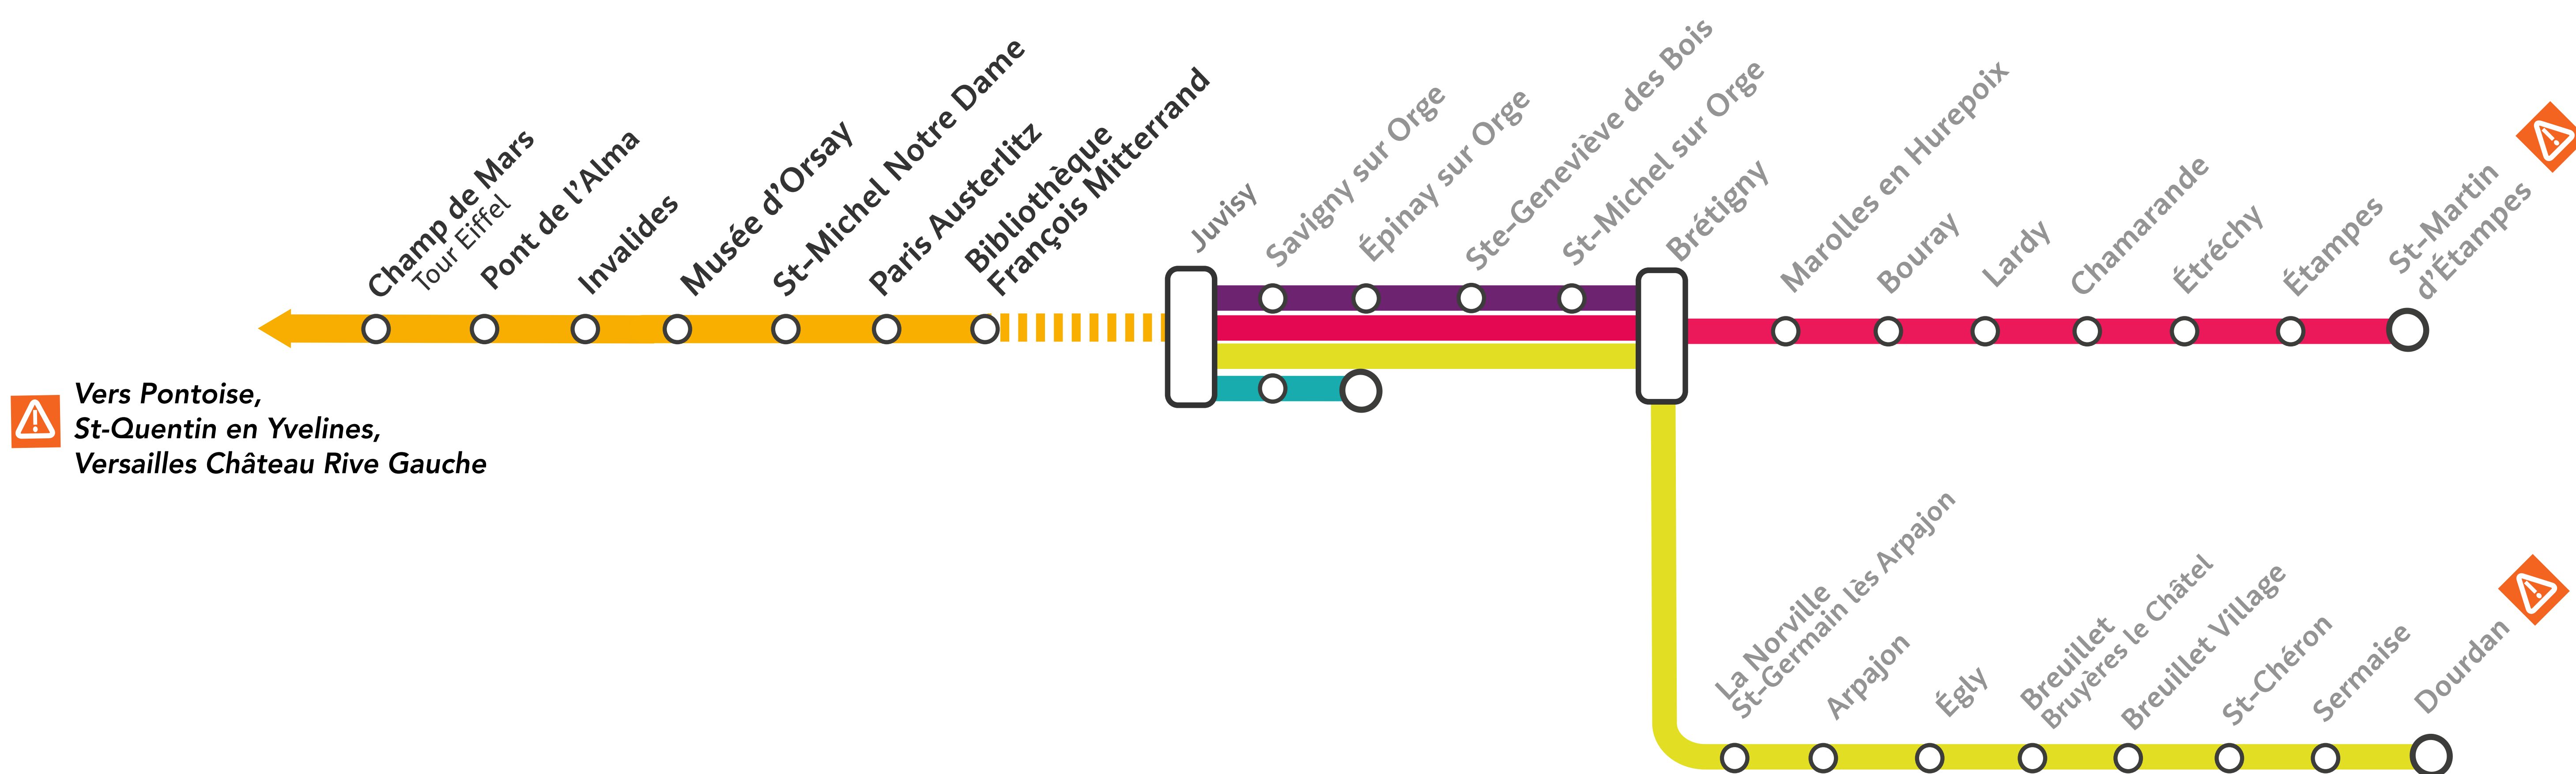 Champ de Mars
Tour Eiffel
Pont de l'Alma
Invalides
Musée d'Orsay
St-Michel Notre Dame
Paris Austerlitz
Bibliothèque
François Mitterrand
Juvisy
Savigny sur Orge
Épinay sur Orge
Ste-Geneviève des Bois
St-Michel sur Orge
Brétigny
Marolles en Hurepoix
Bouray
Lardy
Chamarande
Étréchy
Étampes
St-Martin
d'Étampes
Vers Pontoise,
St-Quentin en Yvelines,
Versailles Château Rive Gauche
La Norville
St-Germain lès Arpajon
Arpajon
Égly
Breuillet
Bruyères le Châtel
Breuillet Village
St-Chéron
Sermaise
Dourdan